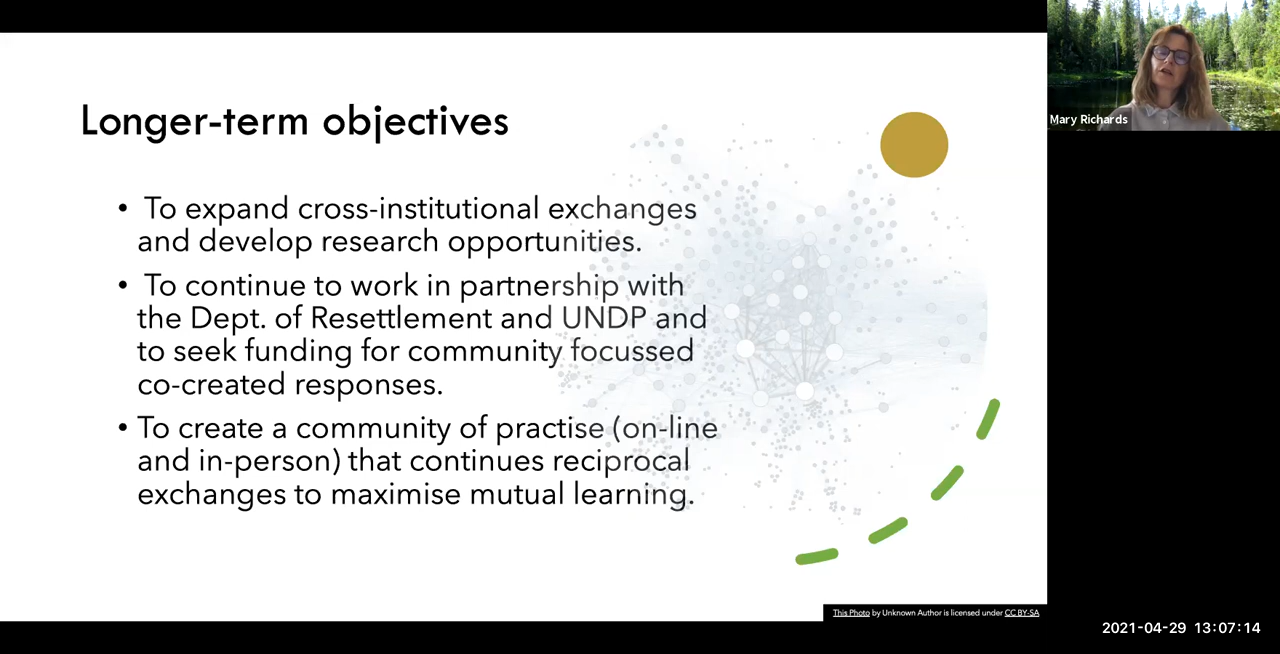 Longer-term objectives
• To expand cross-institutional exchanges
and develop research opportunities.
• To continue to work in partnership with
the Dept. of Resettlement and UNDP and
to seek funding for community focussed
co-created responses.
• To create a community of practise (on-line
and in-person) that continues reciprocal
exchanges to maximise mutual learning.
This Photo by Unknown Author is licensed under CC BY-SA
Mary Richards
2021-04-29 13:07:14